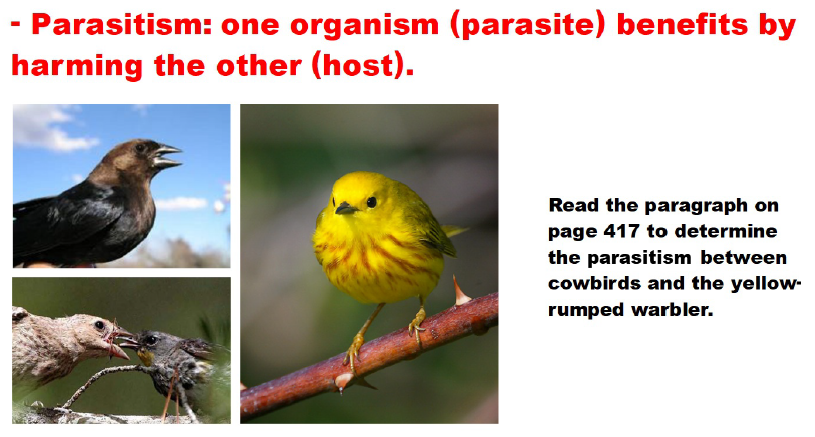 - Parasitism: one organism (parasite) benefits by
harming the other (host).
Read the paragraph on
page 417 to determine
the parasitism between
cowbirds and the yellow-
rumped warbler.